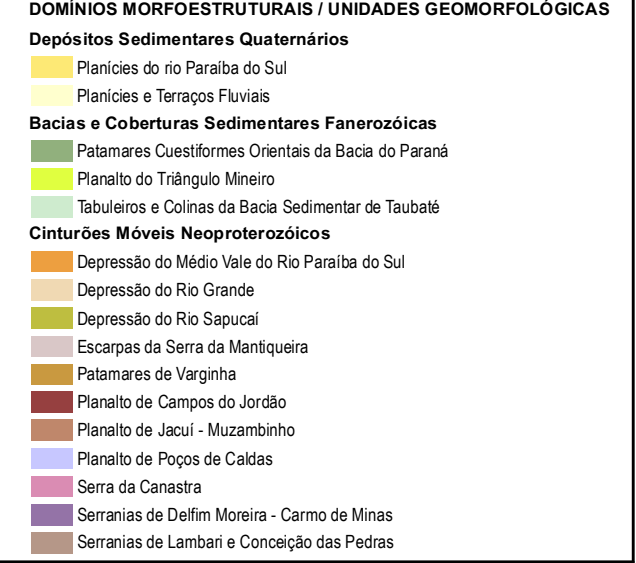 DOMÍNIOS MORFOESTRUTURAIS / UNIDADES GEOMORFOLÓGICAS
Depósitos Sedimentares Quaternários
Planícies do rio Paraíba do Sul
Planícies e Terraços Fluviais
Bacias e Coberturas Sedimentares Fanerozóicas
Patamares Cuestiformes Orientais da Bacia do Paraná
Planalto do Triângulo Mineiro
Tabuleiros e Colinas da Bacia Sedimentar de Taubaté
Cinturões Móveis Neoproterozóicos
Depressão do Médio Vale do Rio Paraíba do Sul
Depressão do Rio Grande
Depressão do Rio Sapucaí
Escarpas da Serra da Mantiqueira
Patamares de Varginha
Planalto de Campos do Jordão
Planalto de Jacuí - Muzambinho
Planalto de Poços de Caldas
Serra da Canastra
Serranias de Delfim Moreira - Carmo de Minas
Serranias de Lambari e Conceição das Pedras